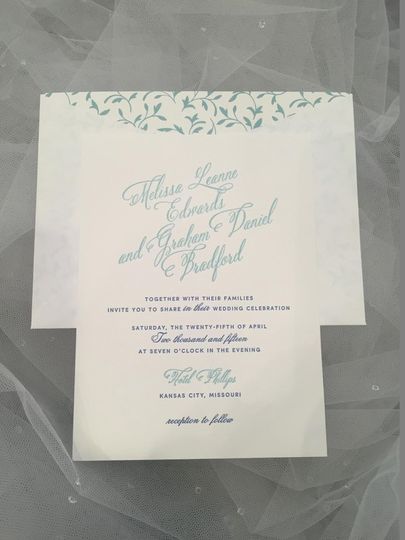 Melissa Leanne
Edwards
and Graham Daniel
Bradford
TOGETHER WITH THEIR FAMILIES
INVITE YOU TO SHARE in their WEDDING CELEBRATION
SATURDAY, THE TWENTY-FIFTH OF APRIL
Two thousand and fifteen
AT SEVEN O'CLOCK IN THE EVENING
Hotel Phillips
KANSAS CITY, MISSOURI
reception to follow